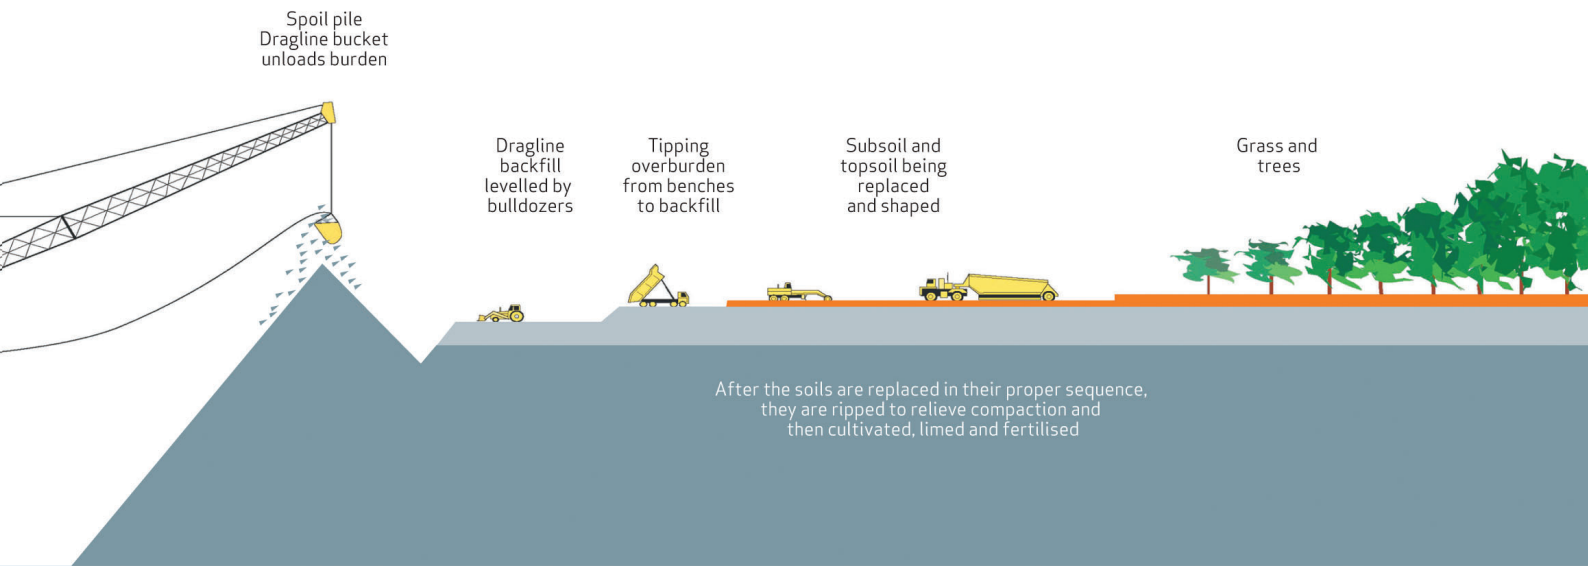 Spoil pile
Dragline bucket
unloads burden
Dragline
backfill
levelled by
bulldozers
Tipping
overburden
from benches
to backfill
Subsoil and
topsoil being
replaced
and shaped
Grass and
trees
After the soils are replaced in their proper sequence,
they are ripped to relieve compaction and
then cultivated, limed and fertilised